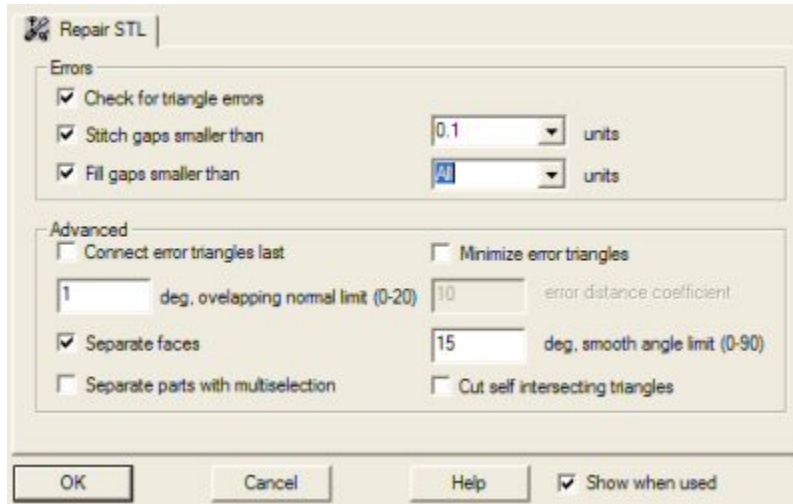 Repair STL
Errors
Check for triangle errors
Stitch gaps smaller than 0.1 units
Fill gaps smaller than All units
Advanced
Connect error triangles last Minimize error triangles
1 deg, ovelapping normal limit (0-20) 10 error distance coefficient
Separate faces 15 deg, smooth angle limit (0-90)
Separate parts with multiselection Cut self intersecting triangles
OK Cancel Help Show when used